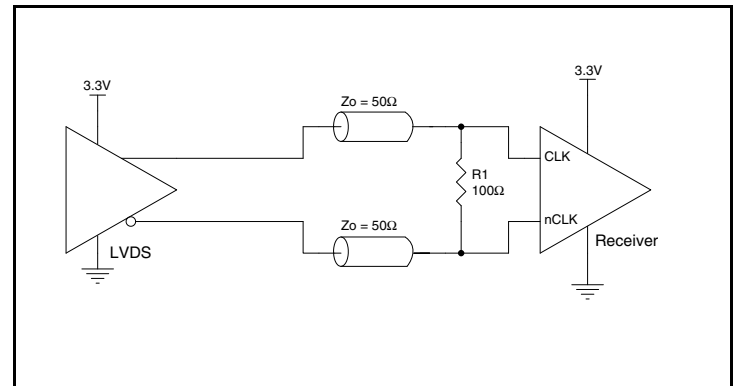 3.3V
3.3V
Zo = 50Ω
CLK
R1
100Ω
nCLK
Zo = 50Ω
Receiver
LVDS